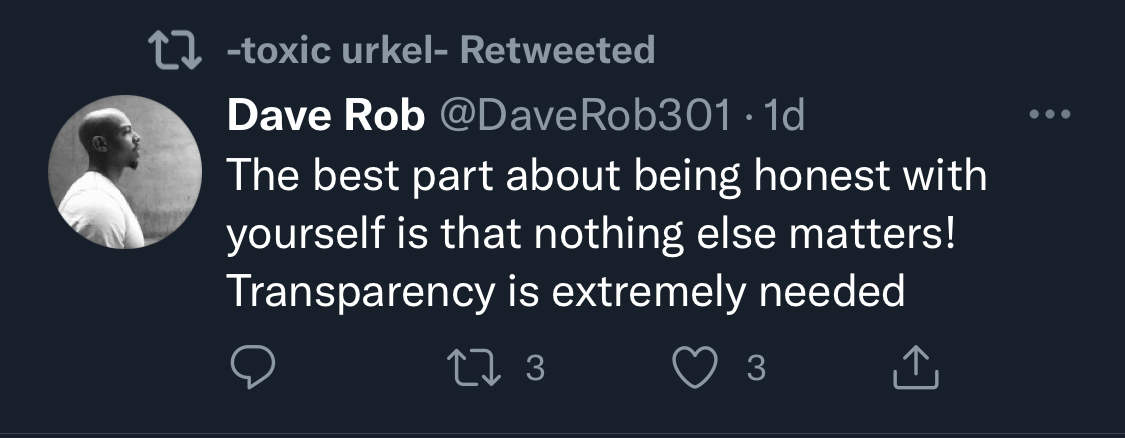 -toxic urkel- Retweeted
Dave Rob @DaveRob301 · 1d
The best part about being honest with
yourself is that nothing else matters!
Transparency is extremely needed
3 3